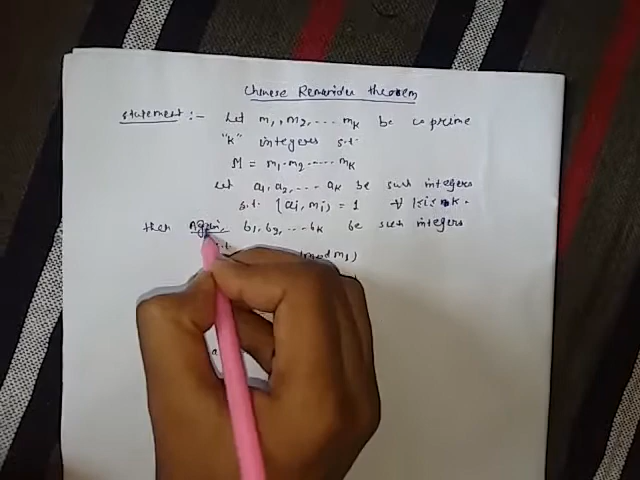 Chinese Remainder theorem
Statement :- Let m₁, m₂, .... mₖ be coprime
"k" integers s.t.
M = m₁·m₂······mₖ
Let a₁, a₂, ... aₖ be such integers
s.t. (aᵢ, mᵢ) = 1 ∀ 1≤i≤k.
then Again, b₁, b₂, ... bₖ be such integers
s.t
(mod m₁)